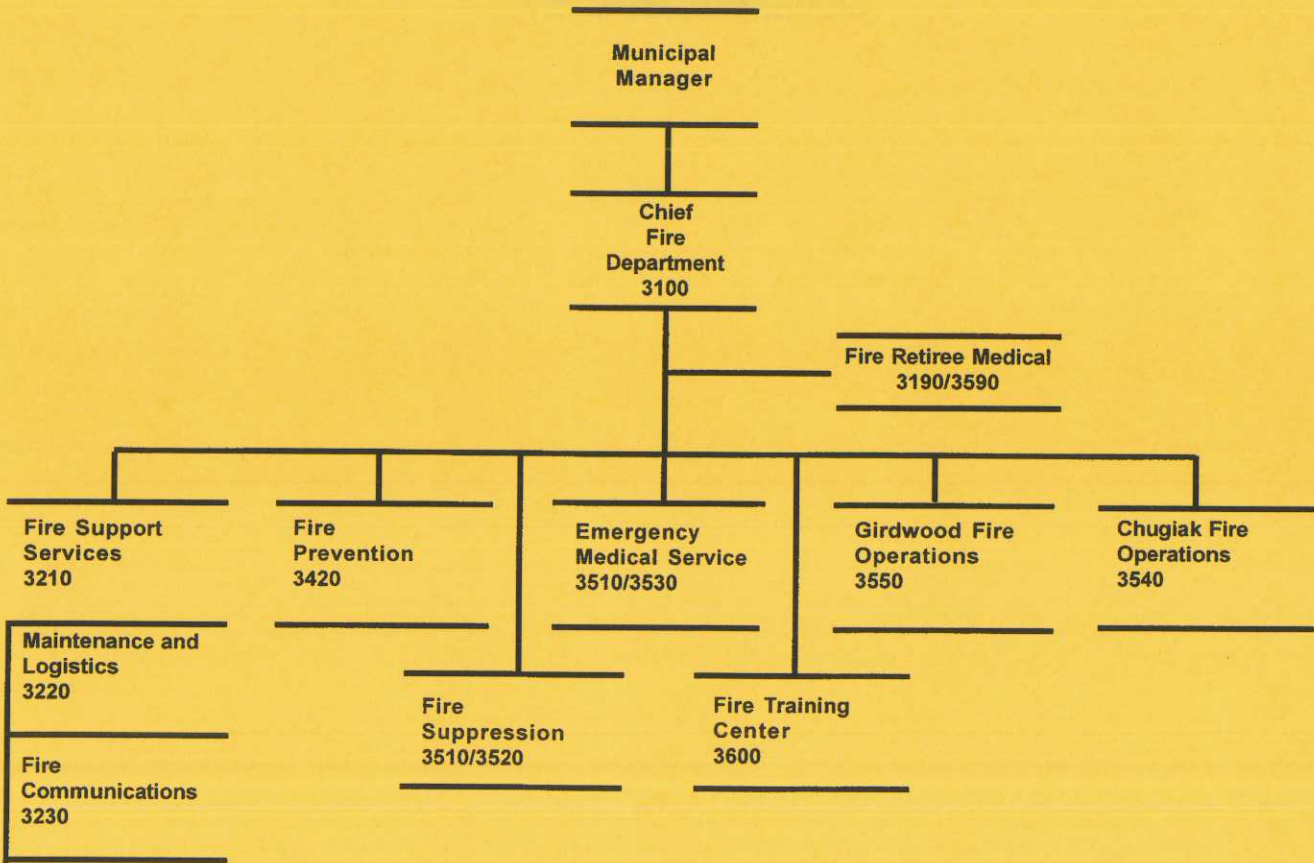 Municipal
Manager
Chief
Fire
Department
3100
Fire Retiree Medical
3190/3590
Fire Support
Services
3210
Fire
Prevention
3420
Emergency
Medical Service
3510/3530
Girdwood Fire
Operations
3550
Chugiak Fire
Operations
3540
Maintenance and
Logistics
3220
Fire
Suppression
3510/3520
Fire Training
Center
3600
Fire
Communications
3230